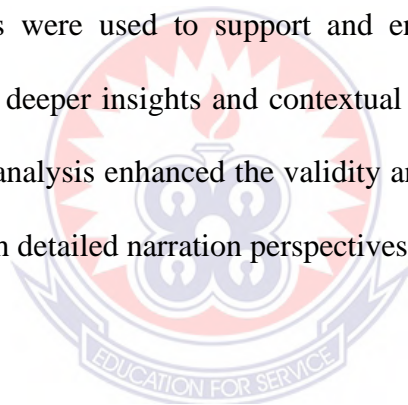 s were used to support and en
deeper insights and contextual
analysis enhanced the validity a
n detailed narration perspectives
EDUCATION FOR SERVICE